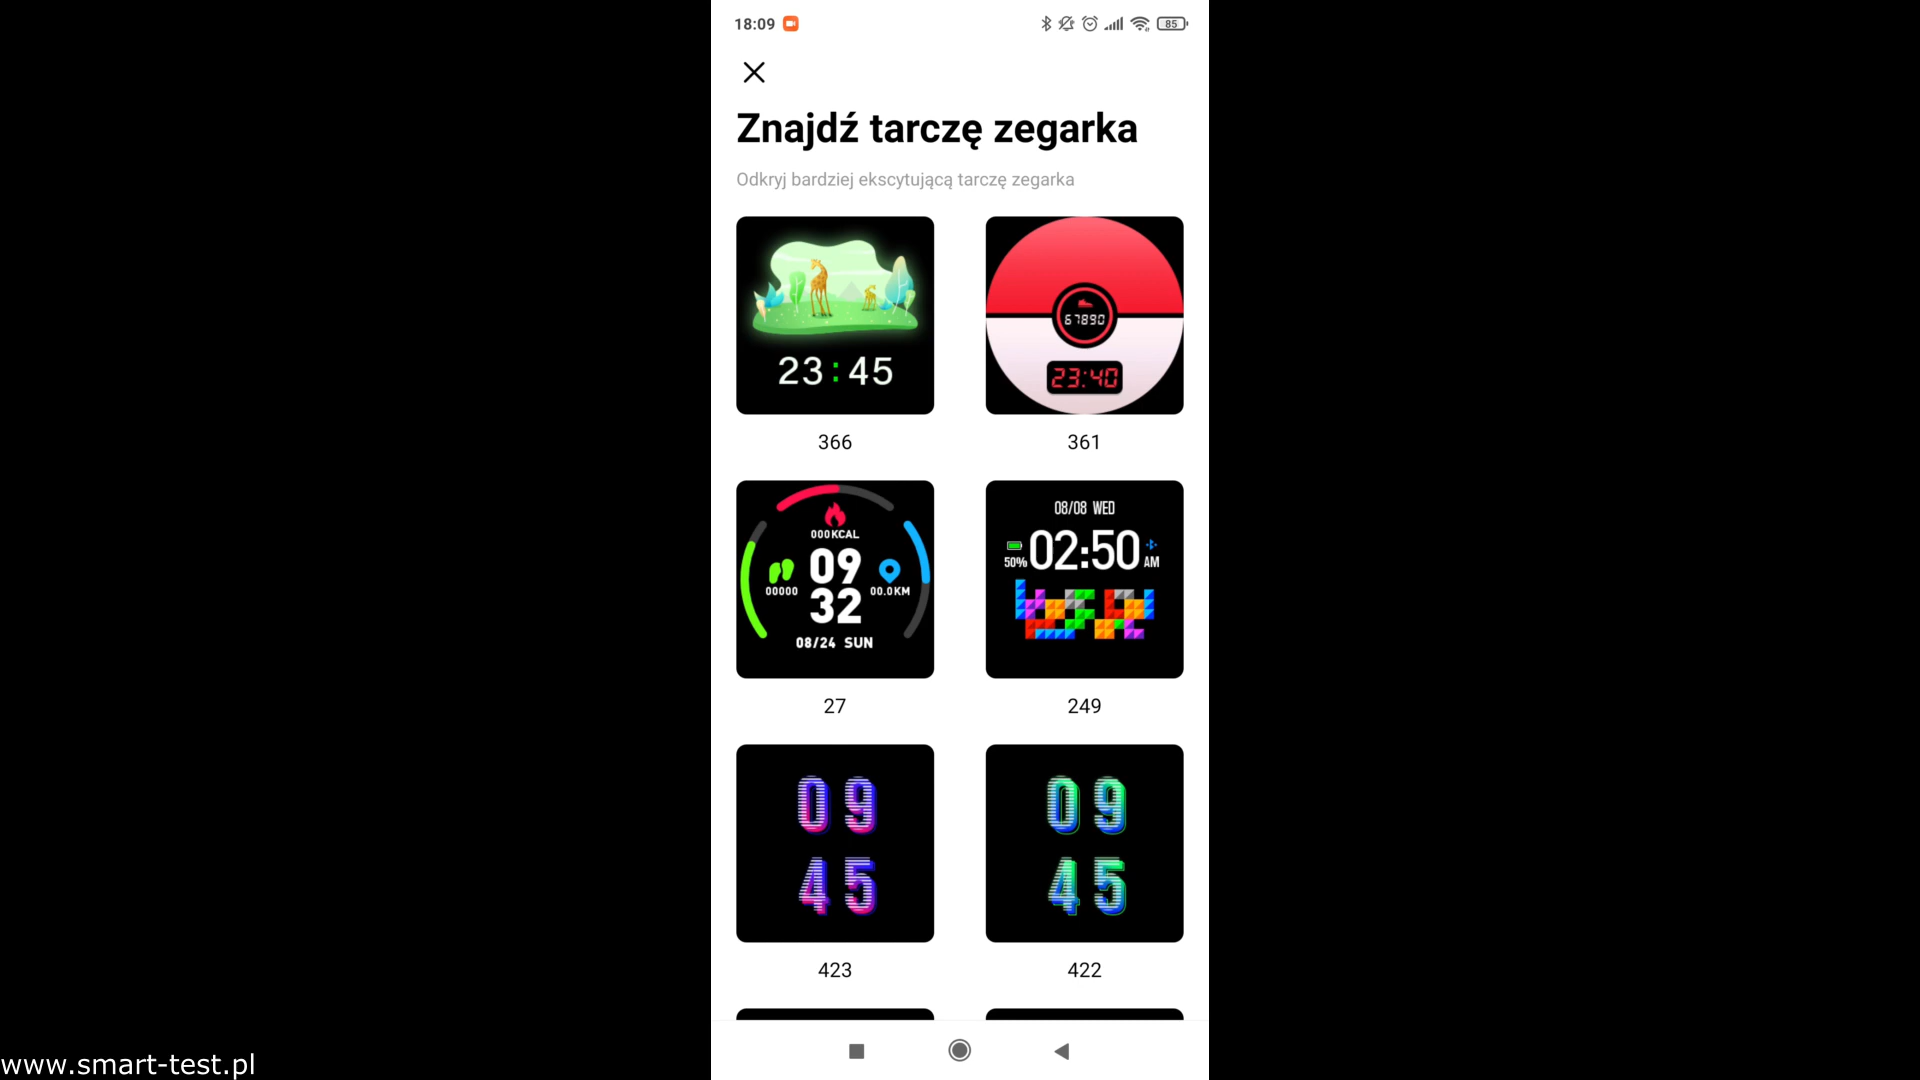 18:09
85
Znajdź tarczę zegarka
Odkryj bardziej ekscytującą tarczę zegarka
23:45
67890
23:40
366
361
000KCAL
09
32
00000
00.0KM
08/24 SUN
08/08 WED
02:50
50%
AM
27
249
09
45
09
45
423
422
www.smart-test.pl